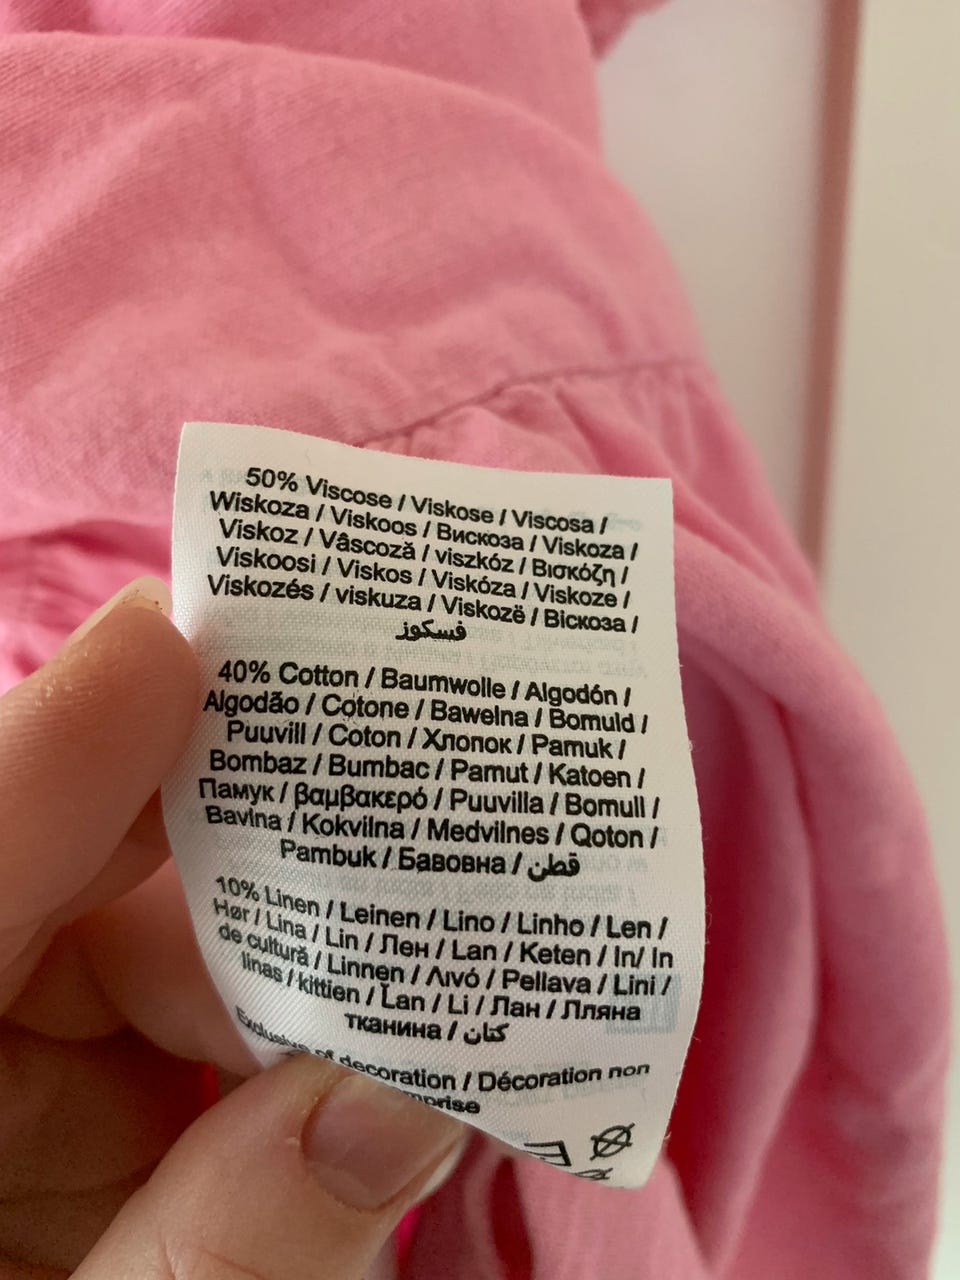 50% Viscose / Viskose / Viscosa /
Wiskoza / Viskoos / Вискоза / Viskoza /
Viskoz / Vâscoză / viszkóz / Βισκόζη /
Viskoosi / Viskos / Viskóza / Viskoze /
Viskozés / viskuza / Viskozë / Віскоза /
فسكوز
40% Cotton / Baumwolle / Algodón /
Algodão / Cotone / Bawełna / Bomuld /
Puuvill / Coton / Хлопок / Pamuk /
Bombaz / Bumbac / Pamut / Katoen /
Памук / βαμβακερό / Puuvilla / Bomull /
Bavlna / Kokvilna / Medvilnes / Qoton /
Pambuk / Бавовна / قطن
10% Linen / Leinen / Lino / Linho / Len /
Hør / Lina / Lin / Лен / Lan / Keten / In/ In
de cultură / Linnen / Λινό / Pellava / Lini /
linas / kittien / Lan / Li / Лан / Лляна
тканина / كتان
Exclusive of decoration / Décoration non